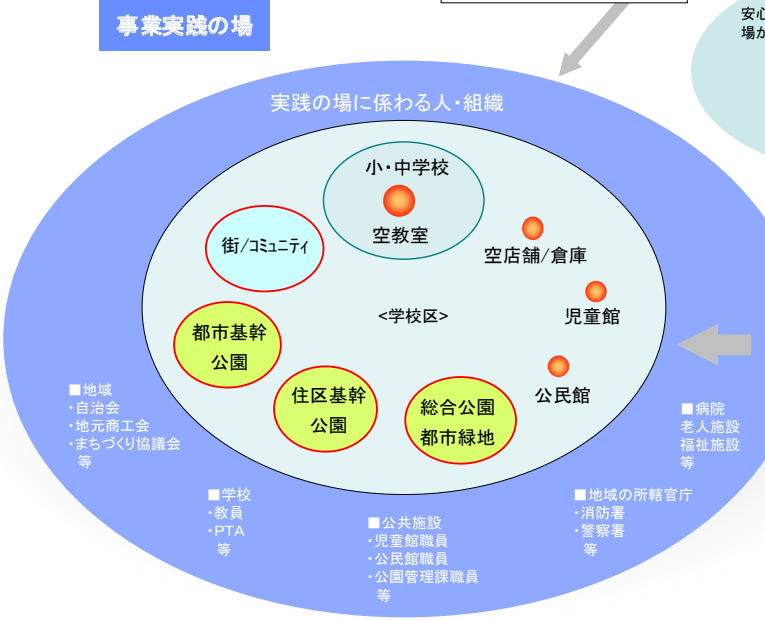 事業実践の場
安心
場が
実践の場に係わる人・組織
小・中学校
空教室
街/コミュニティ
空店舗/倉庫
児童館
<学校区>
都市基幹
公園
公民館
住区基幹
公園
総合公園
都市緑地
■地域
・自治会
・地元商工会
・まちづくり協議会
等
■病院
老人施設
福祉施設
等
■学校
・教員
・PTA
等
■公共施設
・児童館職員
・公民館職員
・公園管理課職員
等
■地域の所轄官庁
・消防署
・警察署
等